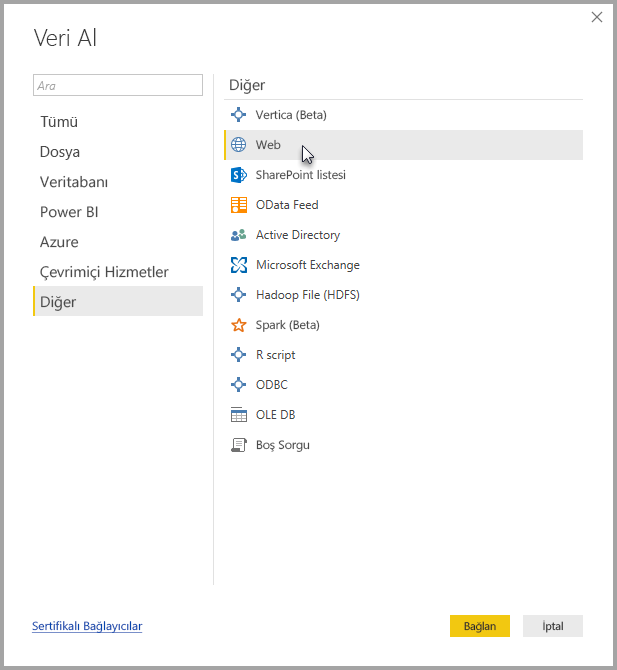 Veri Al
Ara
Tümü
Dosya
Veritabanı
Power BI
Azure
Çevrimiçi Hizmetler
Diğer
Diğer
Vertica (Beta)
Web
SharePoint listesi
OData Feed
Active Directory
Microsoft Exchange
Hadoop File (HDFS)
Spark (Beta)
R script
ODBC
OLE DB
Boş Sorgu
Sertifikalı Bağlayıcılar
Bağlan
İptal